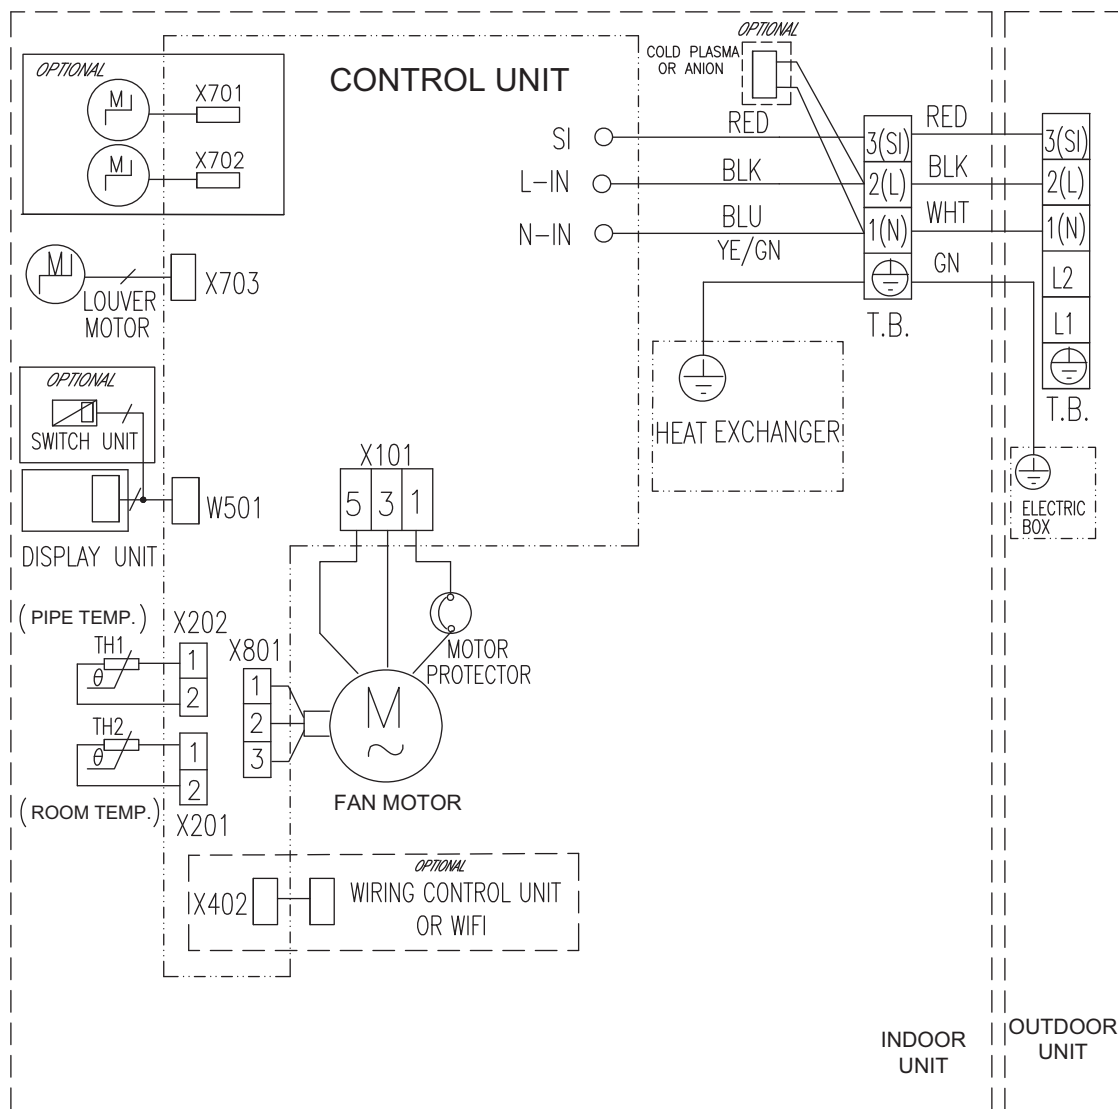 OPTIONAL
M
X701
M
X702
CONTROL UNIT
OPTIONAL
COLD PLASMA
OR ANION
SI
RED
3(SI)
RED
3(SI)
L-IN
BLK
2(L)
BLK
2(L)
N-IN
BLU
1(N)
WHT
1(N)
YE/GN
GN
L2
L1
T.B.
T.B.
M
LOUVER
MOTOR
X703
HEAT EXCHANGER
ELECTRIC
BOX
OPTIONAL
SWITCH UNIT
W501
DISPLAY UNIT
X101
5
3
1
MOTOR
PROTECTOR
(PIPE TEMP.)
TH1
θ
X202
1
2
TH2
θ
1
2
X201
(ROOM TEMP.)
X801
1
2
3
M
~
FAN MOTOR
OPTIONAL
X402
WIRING CONTROL UNIT
OR WIFI
INDOOR
UNIT
OUTDOOR
UNIT